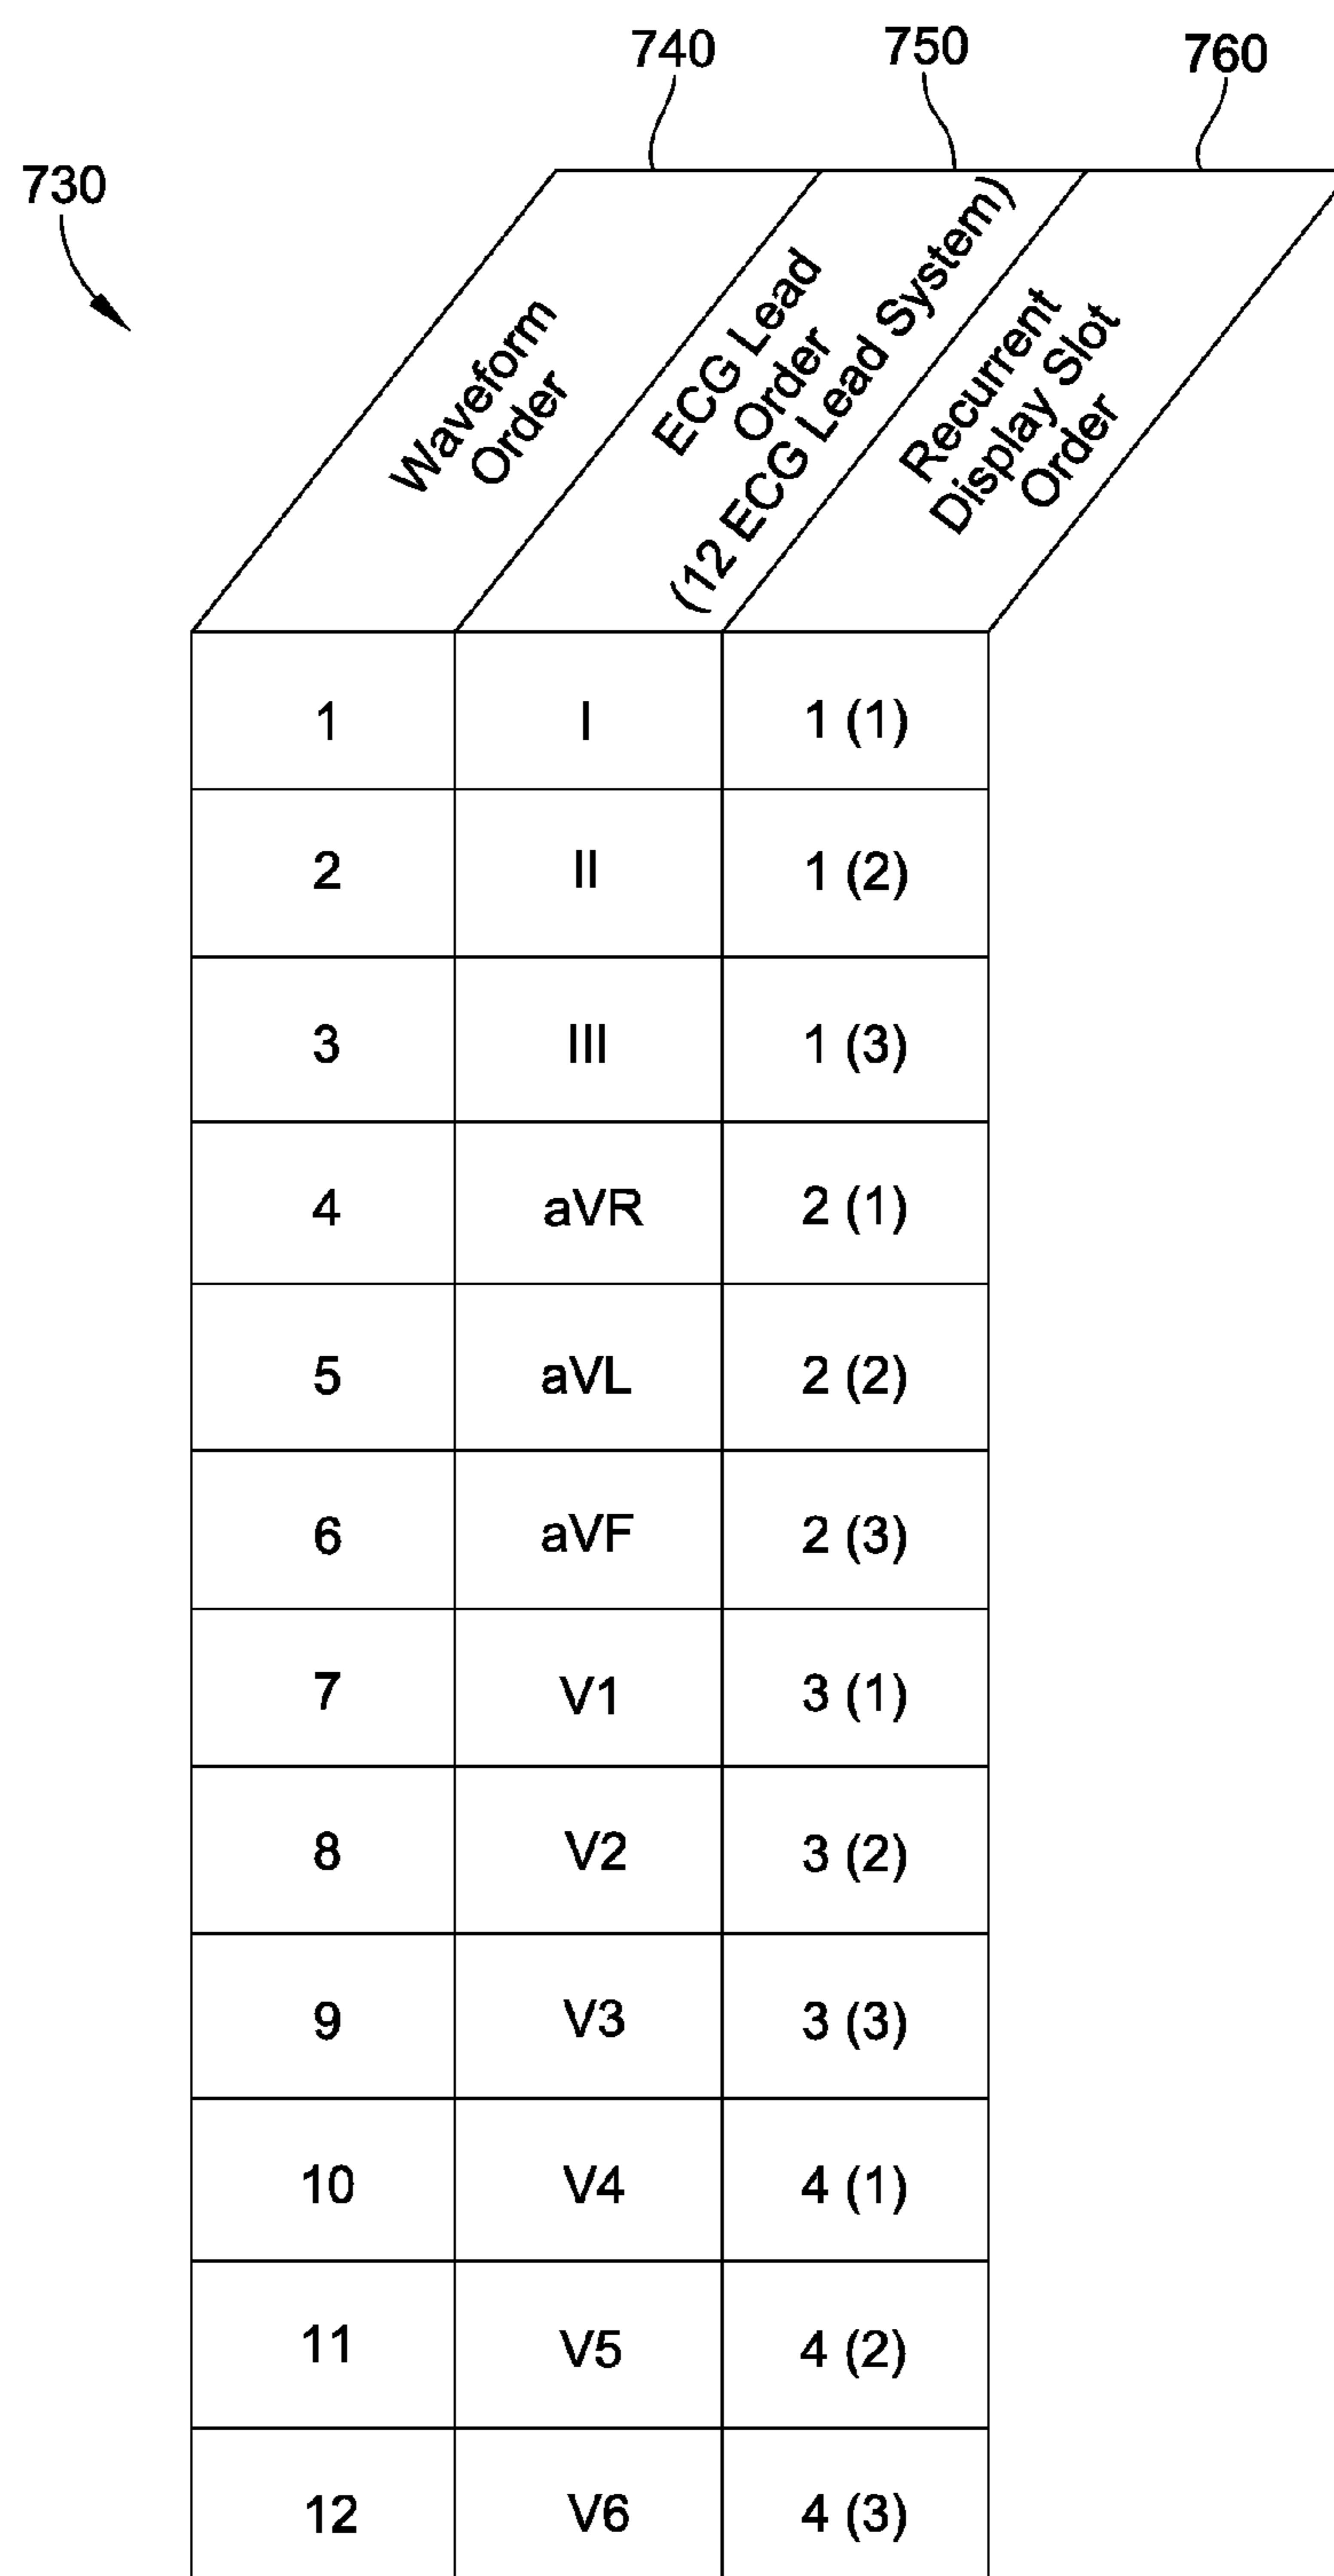 740 750 760
730
Waveform
Order
ECG Lead
Order
(12 ECG Lead System)
Recurrent
Display Slot
Order
1 I 1 (1)
2 II 1 (2)
3 III 1 (3)
4 aVR 2 (1)
5 aVL 2 (2)
6 aVF 2 (3)
7 V1 3 (1)
8 V2 3 (2)
9 V3 3 (3)
10 V4 4 (1)
11 V5 4 (2)
12 V6 4 (3)